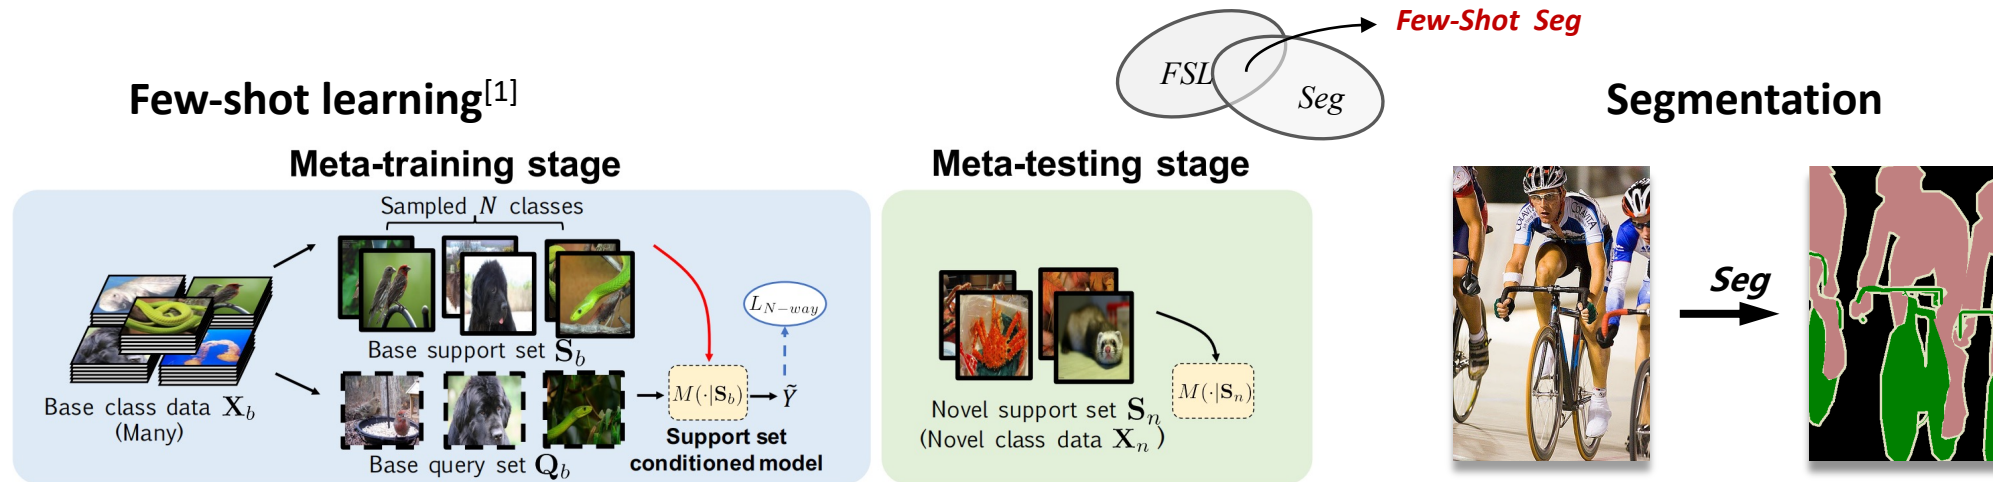 Few-Shot Seg
FSL
Seg
Few-shot learning[1]
Segmentation
Meta-training stage
Meta-testing stage
Sampled N classes
Base support set S_b
Base class data X_b
(Many)
Base query set Q_b
L_{N-way}
M(·|S_b)
Ỹ
Support set
conditioned model
Novel support set S_n
(Novel class data X_n)
M(·|S_n)
COLAVITA
Seg